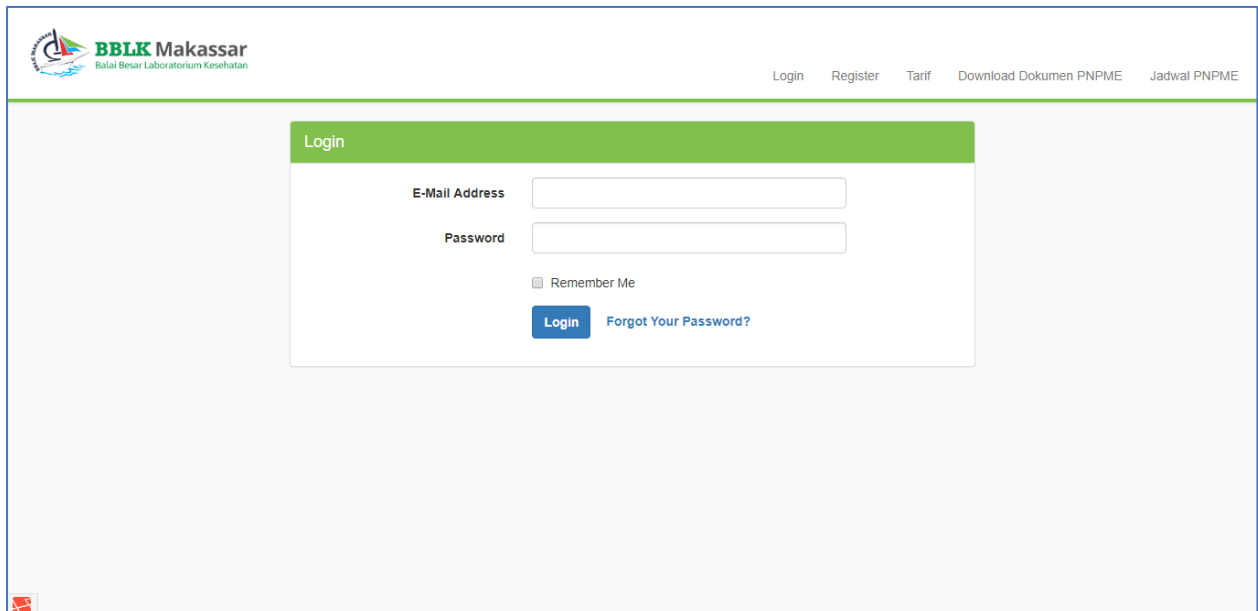 BBLK Makassar
Balai Besar Laboratorium Kesehatan
Login Register Tarif Download Dokumen PNPME Jadwal PNPME
Login
E-Mail Address
Password
Remember Me
Login Forgot Your Password?